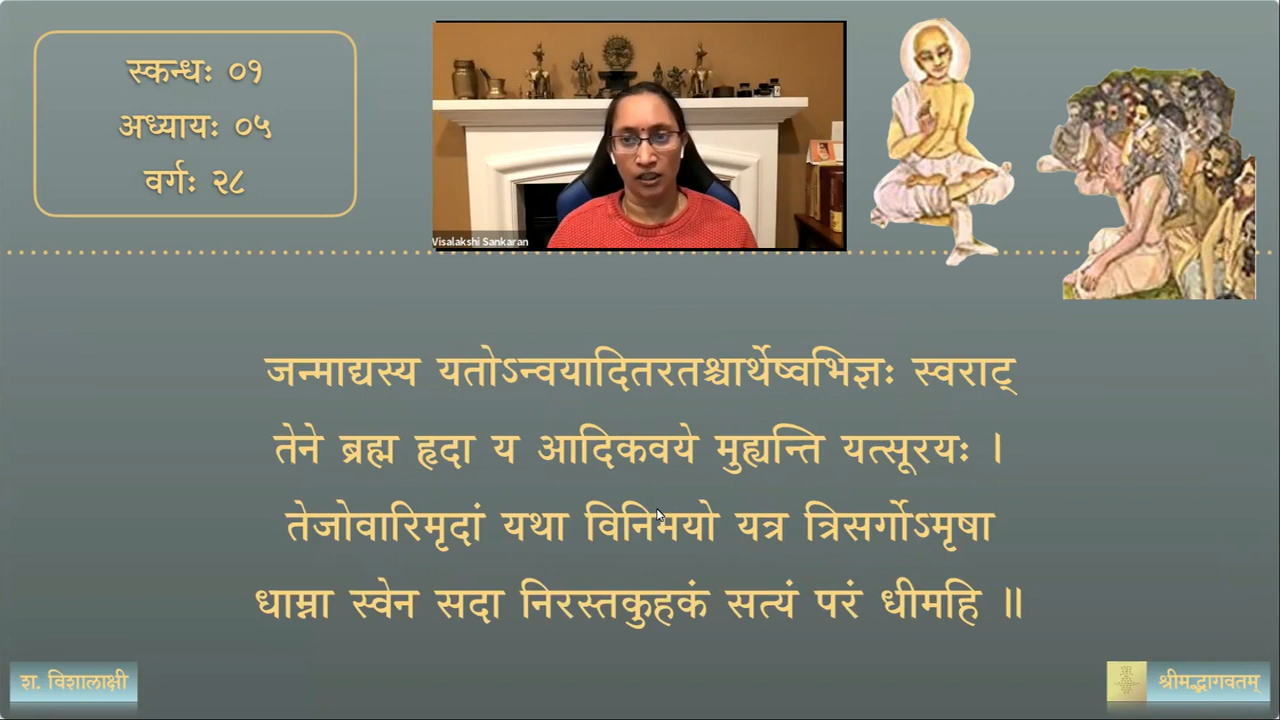 स्कन्धः ०१
अध्यायः ०५
वर्गः २८
Visalakshi Sankaran
जन्माद्यस्य यतोऽन्वयादितरतश्चार्थेष्वभिज्ञः स्वराट्
तेने ब्रह्म हृदा य आदिकवये मुह्यन्ति यत्सूरयः ।
तेजोवारिमृदां यथा विनिमयो यत्र त्रिसर्गोऽमृषा
धाम्ना स्वेन सदा निरस्तकुहकं सत्यं परं धीमहि ॥
श. विशालाक्षी
श्रीमद्भागवतम्